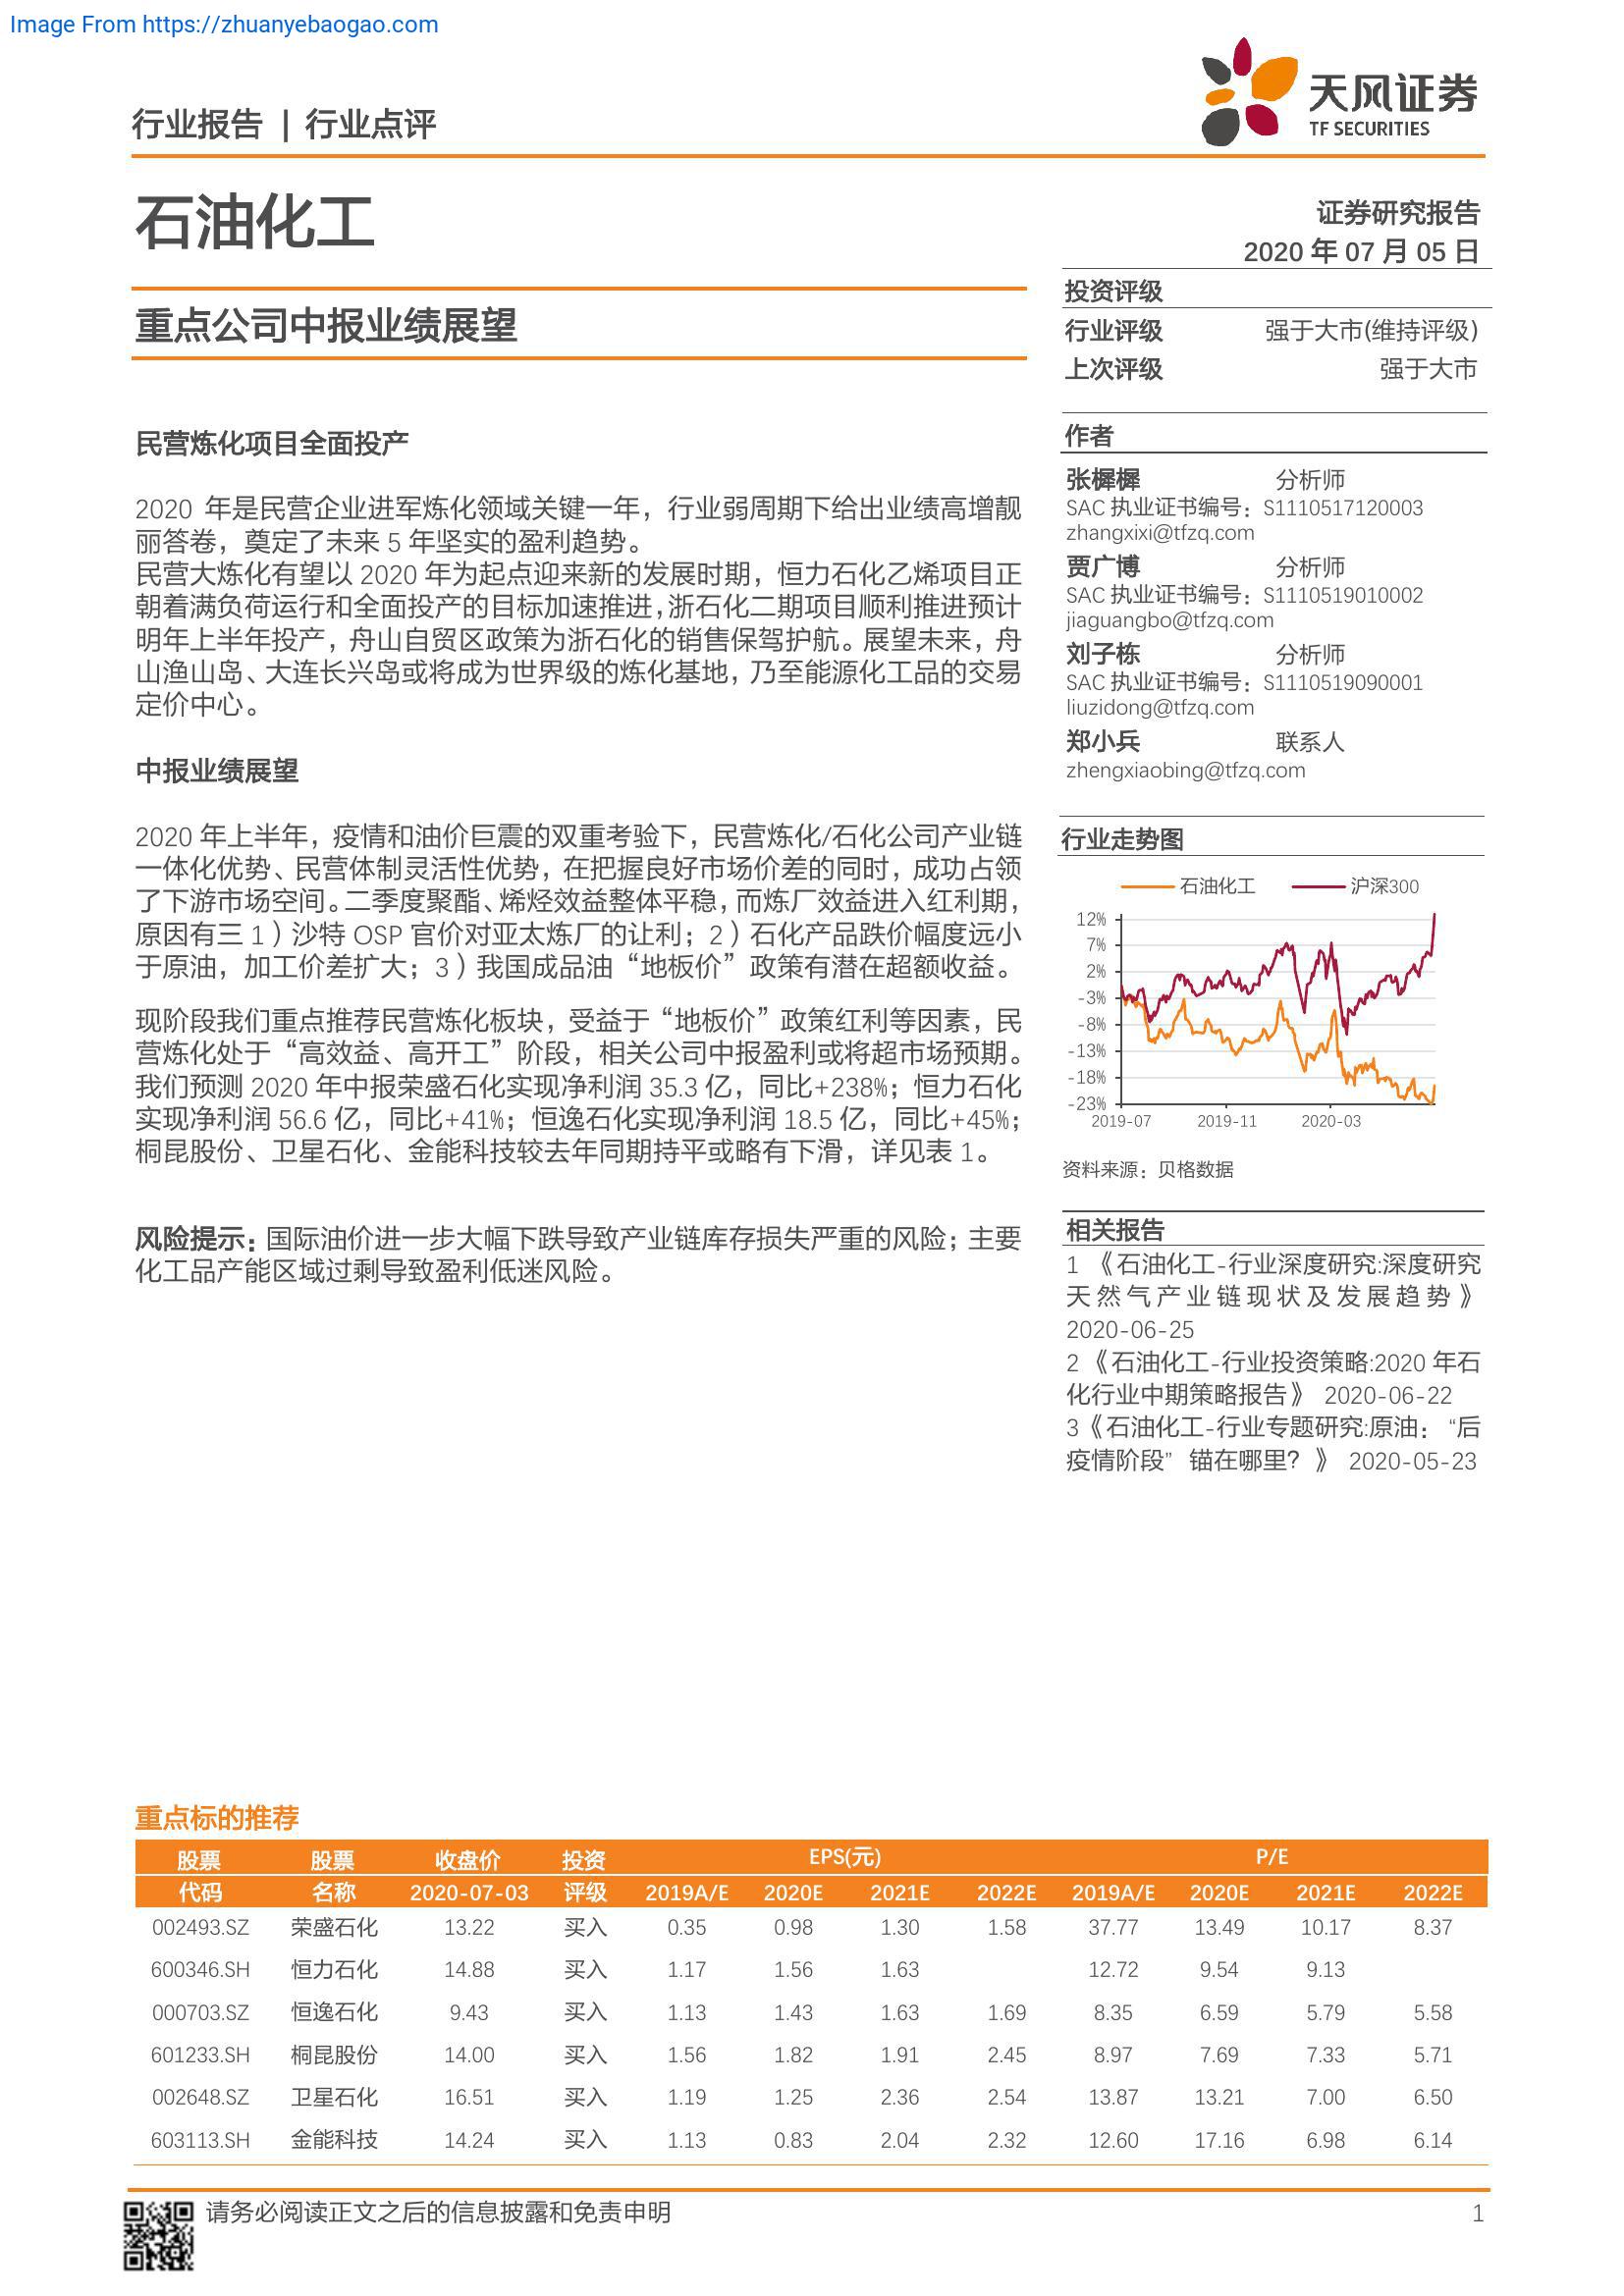 Image From https://zhuanyebaogao.com
行业报告 | 行业点评
天风证券
TF SECURITIES
石油化工
证券研究报告
2020 年 07 月 05 日
重点公司中报业绩展望
投资评级
行业评级 强于大市(维持评级)
上次评级 强于大市
民营炼化项目全面投产
2020 年是民营企业进军炼化领域关键一年，行业弱周期下给出业绩高增靓
丽答卷，奠定了未来 5 年坚实的盈利趋势。
民营大炼化有望以 2020 年为起点迎来新的发展时期，恒力石化乙烯项目正
朝着满负荷运行和全面投产的目标加速推进，浙石化二期项目顺利推进预计
明年上半年投产，舟山自贸区政策为浙石化的销售保驾护航。展望未来，舟
山渔山岛、大连长兴岛或将成为世界级的炼化基地，乃至能源化工品的交易
定价中心。
中报业绩展望
2020 年上半年，疫情和油价巨震的双重考验下，民营炼化/石化公司产业链
一体化优势、民营体制灵活性优势，在把握良好市场价差的同时，成功占领
了下游市场空间。二季度聚酯、烯烃效益整体平稳，而炼厂效益进入红利期，
原因有三 1）沙特 OSP 官价对亚太炼厂的让利；2）石化产品跌价幅度远小
于原油，加工价差扩大；3）我国成品油“地板价”政策有潜在超额收益。
现阶段我们重点推荐民营炼化板块，受益于“地板价”政策红利等因素，民
营炼化处于“高效益、高开工”阶段，相关公司中报盈利或将超市场预期。
我们预测 2020 年中报荣盛石化实现净利润 35.3 亿，同比+238%；恒力石化
实现净利润 56.6 亿，同比+41%；恒逸石化实现净利润 18.5 亿，同比+45%；
桐昆股份、卫星石化、金能科技较去年同期持平或略有下滑，详见表 1。
风险提示：国际油价进一步大幅下跌导致产业链库存损失严重的风险；主要
化工品产能区域过剩导致盈利低迷风险。
作者
张樨樨 分析师
SAC 执业证书编号：S1110517120003
zhangxixi@tfzq.com
贾广博 分析师
SAC 执业证书编号：S1110519010002
jiaguangbo@tfzq.com
刘子栋 分析师
SAC 执业证书编号：S1110519090001
liuzidong@tfzq.com
郑小兵 联系人
zhengxiaobing@tfzq.com
行业走势图
石油化工 沪深300
12%
7%
2%
-3%
-8%
-13%
-18%
-23%
2019-07 2019-11 2020-03
资料来源：贝格数据
相关报告
1 《石油化工-行业深度研究:深度研究
天然气产业链现状及发展趋势》
2020-06-25
2 《石油化工-行业投资策略:2020 年石
化行业中期策略报告》 2020-06-22
3《石油化工-行业专题研究:原油：“后
疫情阶段” 锚在哪里？》 2020-05-23
重点标的推荐
股票 股票 收盘价 投资 EPS(元) P/E
代码 名称 2020-07-03 评级 2019A/E 2020E 2021E 2022E 2019A/E 2020E 2021E 2022E
002493.SZ 荣盛石化 13.22 买入 0.35 0.98 1.30 1.58 37.77 13.49 10.17 8.37
600346.SH 恒力石化 14.88 买入 1.17 1.56 1.63 12.72 9.54 9.13
000703.SZ 恒逸石化 9.43 买入 1.13 1.43 1.63 1.69 8.35 6.59 5.79 5.58
601233.SH 桐昆股份 14.00 买入 1.56 1.82 1.91 2.45 8.97 7.69 7.33 5.71
002648.SZ 卫星石化 16.51 买入 1.19 1.25 2.36 2.54 13.87 13.21 7.00 6.50
603113.SH 金能科技 14.24 买入 1.13 0.83 2.04 2.32 12.60 17.16 6.98 6.14
请务必阅读正文之后的信息披露和免责申明 1